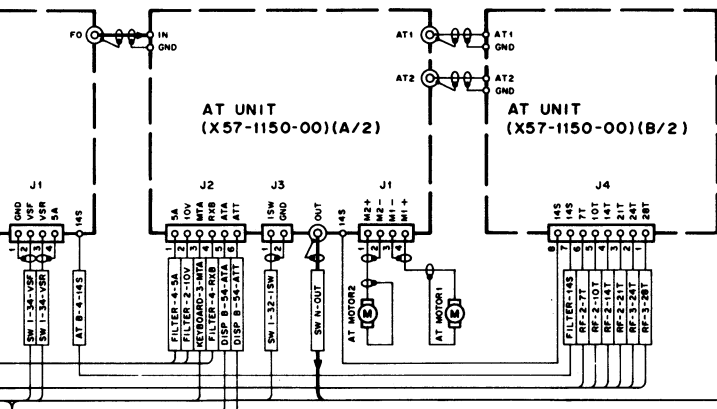 FO
IN
GND
AT1
AT1
GND
AT2
AT2
GND
AT UNIT
(X57-1150-00)(A/2)
AT UNIT
(X57-1150-00)(B/2)
J1
GND
VSF
VSR
5A
14S
1
2
3
4
J2
5A
10V
MTA
RXB
ATA
ATT
1
2
3
4
5
6
J3
1SW
GND
1
2
OUT
14S
J1
M2+
M2-
M1-
M1+
1
2
3
4
J4
14S
14S
7T
10T
14T
21T
24T
28T
8
7
6
5
4
3
2
1
SW 1-34-VSF
SW 1-34-VSR
AT B-4-14S
FILTER-4-5A
FILTER-2-10V
KEYBOARD-3-MTA
FILTER-4-RXB
DISP B-54-ATA
DISP B-54-ATT
SW 1-32-1SW
SW N-OUT
AT MOTOR2
M
AT MOTOR1
M
FILTER-14S
RF-2-7T
RF-2-10T
RF-2-14T
RF-2-21T
RF-3-24T
RF-3-28T